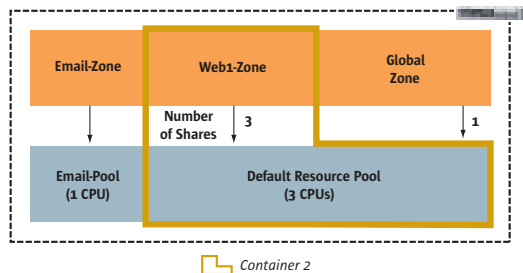 Email-Zone
Web1-Zone
Global
Zone
Number
of Shares
3
1
Email-Pool
(1 CPU)
Default Resource Pool
(3 CPUs)
Container 2